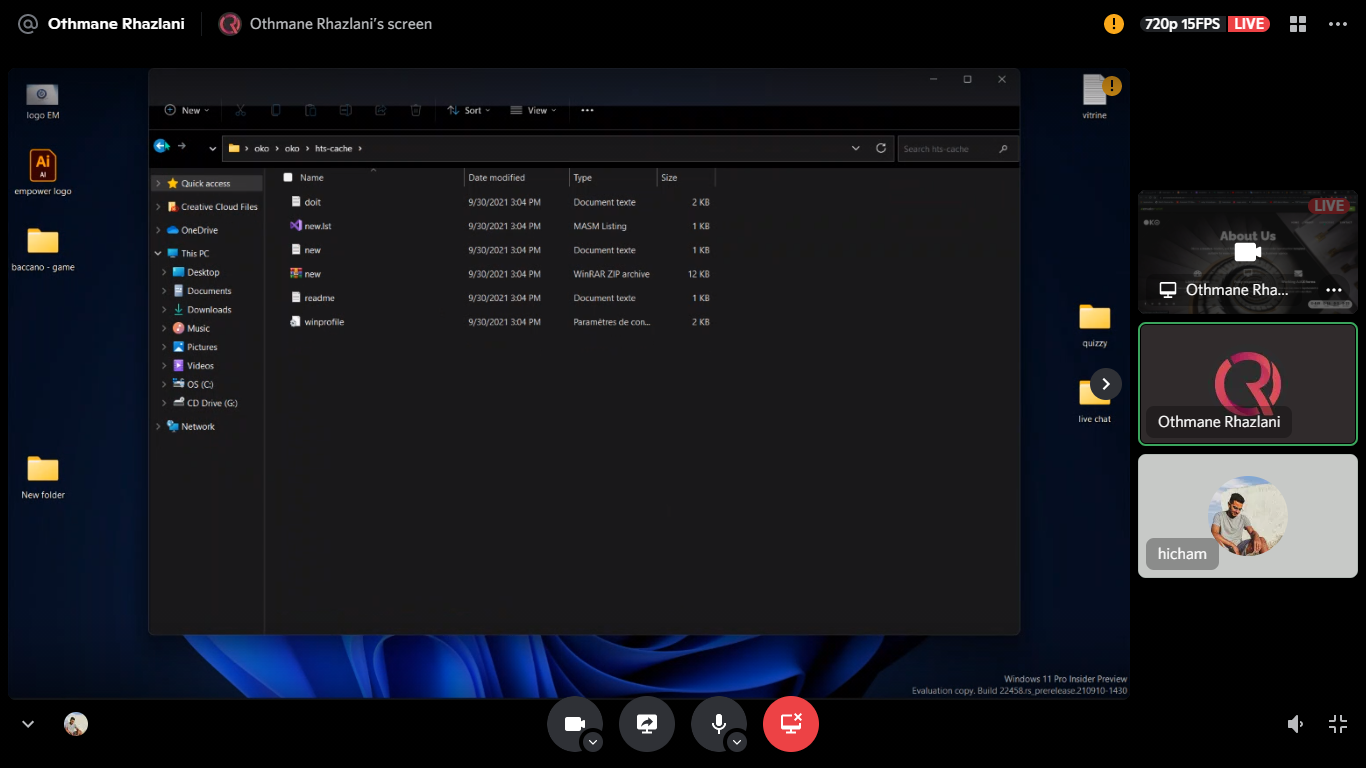 Othmane Rhazlani
Othmane Rhazlani's screen
720p 15FPS LIVE
logo EM
Ai
AI
empower logo
baccano - game
New folder
New
Sort
View
oko oko hts-cache
Search hts-cache
Quick access
Creative Cloud Files
OneDrive
This PC
Desktop
Documents
Downloads
Music
Pictures
Videos
OS (C:)
CD Drive (G:)
Network
Name Date modified Type Size
doit 9/30/2021 3:04 PM Document texte 2 KB
new.lst 9/30/2021 3:04 PM MASM Listing 1 KB
new 9/30/2021 3:04 PM Document texte 1 KB
new 9/30/2021 3:04 PM WinRAR ZIP archive 12 KB
readme 9/30/2021 3:04 PM Document texte 1 KB
winprofile 9/30/2021 3:04 PM Paramètres de con... 2 KB
vitrine
quizzy
live chat
Windows 11 Pro Insider Preview
Evaluation copy. Build 22458.rs_prerelease.210910-1430
LIVE
OKO
About Us
Othmane Rha...
Othmane Rhazlani
hicham